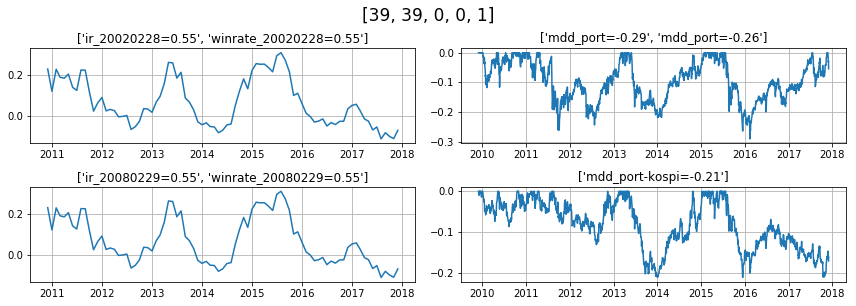 [39, 39, 0, 0, 1]
['ir_20020228=0.55', 'winrate_20020228=0.55']
0.2
0.0
2011 2012 2013 2014 2015 2016 2017 2018
['mdd_port=-0.29', 'mdd_port=-0.26']
0.0
−0.1
−0.2
−0.3
2010 2011 2012 2013 2014 2015 2016 2017 2018
['ir_20080229=0.55', 'winrate_20080229=0.55']
0.2
0.0
2011 2012 2013 2014 2015 2016 2017 2018
['mdd_port-kospi=-0.21']
0.0
−0.1
−0.2
2010 2011 2012 2013 2014 2015 2016 2017 2018